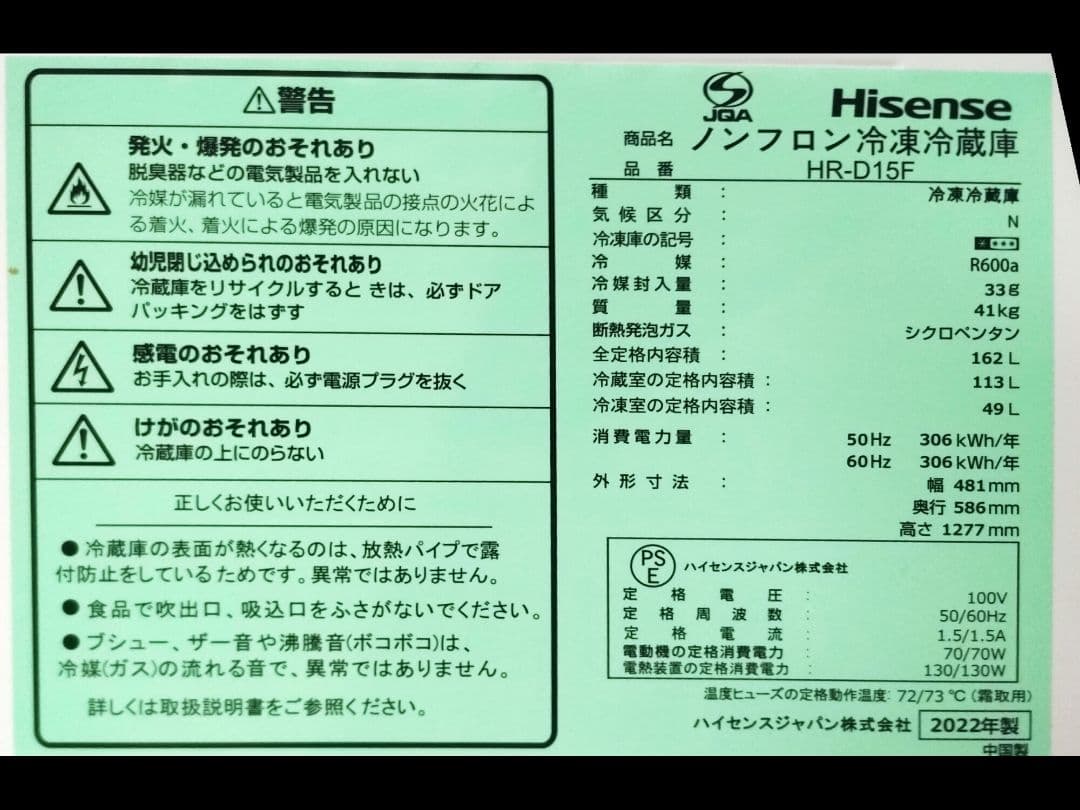 ⚠警告
発火・爆発のおそれあり
脱臭器などの電気製品を入れない
冷媒が漏れていると電気製品の接点の火花によ
る着火、着火による爆発の原因になります。
幼児閉じ込められのおそれあり
冷蔵庫をリサイクルすると きは、必ずドア
パッキングをはずす
感電のおそれあり
お手入れの際は、必ず電源プラグを抜く
けがのおそれあり
冷蔵庫の上にのらない
正しくお使いいただくために
●冷蔵庫の表面が熱くなるのは、放熱パイプで露
付防止をしているためです。異常ではありません。
●食品で吹出口、吸込口をふさがないでください。
●ブシュー、ザー音や沸騰音(ボコボコ)は、
冷媒(ガス)の流れる音で、異常ではありません。
詳しくは取扱説明書をご参照ください。
JQA
Hisense
商品名 ノンフロン冷凍冷蔵庫
品番 HR-D15F
種類 : 冷凍冷蔵庫
気候区分 : N
冷凍庫の記号 :
冷媒 : R600a
冷媒封入量 : 33g
質量 : 41kg
断熱発泡ガス : シクロペンタン
全定格内容積 : 162 L
冷蔵室の定格内容積 : 113 L
冷凍室の定格内容積 : 49 L
消費電力量 : 50Hz 306 kWh/年
60Hz 306 kWh/年
外形寸法 : 幅 481mm
奥行 586mm
高さ 1277mm
PS
E
ハイセンスジャパン株式会社
定格電圧 : 100V
定格周波数 : 50/60Hz
定格電流 : 1.5/1.5A
電動機の定格消費電力 : 70/70W
電熱装置の定格消費電力 : 130/130W
温度ヒューズの定格動作温度: 72/73 ℃ (霜取用)
ハイセンスジャパン株式会社 2022年製
中国製